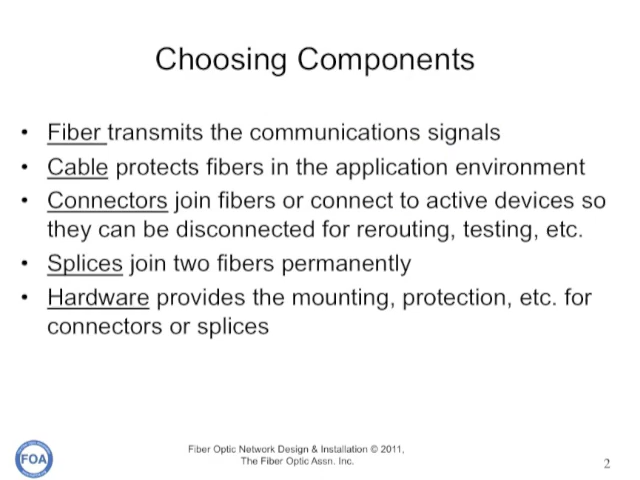 Choosing Components
• Fiber transmits the communications signals
• Cable protects fibers in the application environment
• Connectors join fibers or connect to active devices so
they can be disconnected for rerouting, testing, etc.
• Splices join two fibers permanently
• Hardware provides the mounting, protection, etc. for
connectors or splices
FOA
Fiber Optic Network Design & Installation © 2011,
The Fiber Optic Assn. Inc.
2